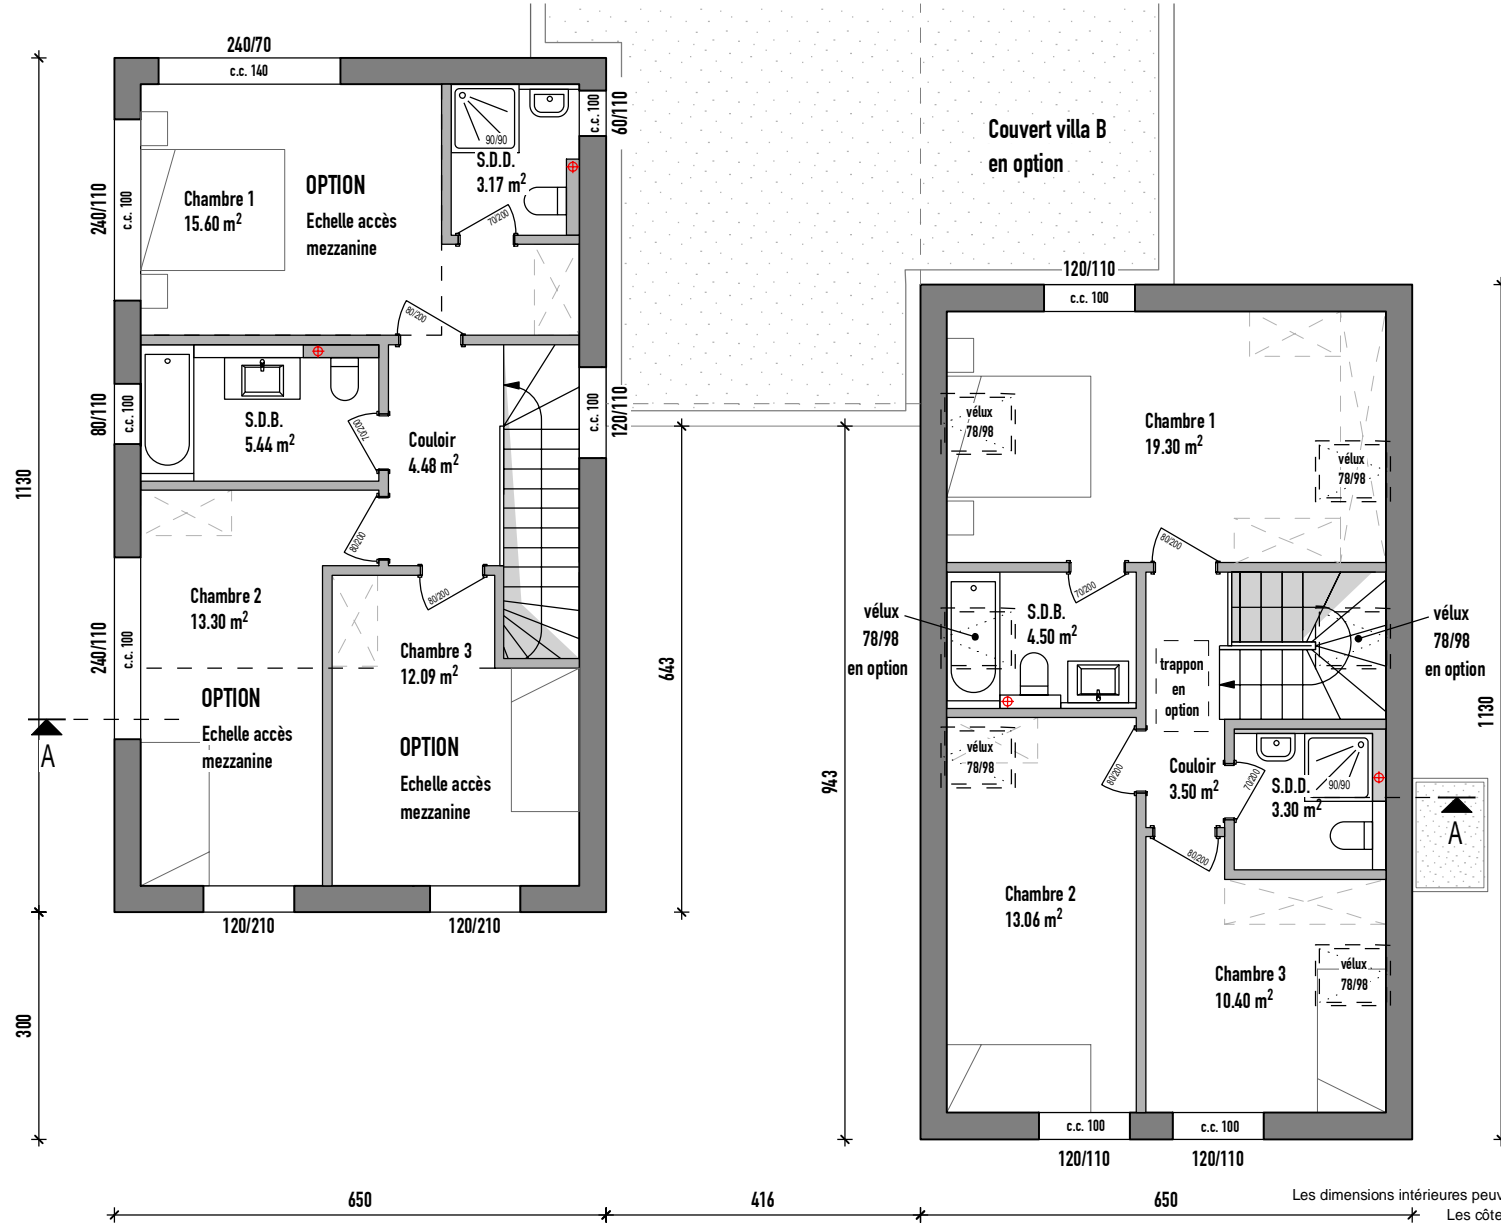 240/70
c.c. 140
240/110
c.c. 100
Chambre 1
15.60 m²
OPTION
Echelle accès
mezzanine
90/90
S.D.D.
3.17 m²
70/200
c.c. 100
60/110
80/200
80/110
c.c. 100
S.D.B.
5.44 m²
70/200
Couloir
4.48 m²
c.c. 100
120/110
80/200
80/200
1130
Chambre 2
13.30 m²
240/110
c.c. 100
OPTION
Echelle accès
mezzanine
Chambre 3
12.09 m²
OPTION
Echelle accès
mezzanine
A
120/210
120/210
300
643
943
Couvert villa B
en option
120/110
c.c. 100
vélux
78/98
Chambre 1
19.30 m²
vélux
78/98
80/200
70/200
vélux
78/98
en option
S.D.B.
4.50 m²
trappon
en
option
vélux
78/98
en option
1130
vélux
78/98
80/200
Couloir
3.50 m²
70/200
S.D.D.
3.30 m²
90/90
A
80/200
Chambre 2
13.06 m²
Chambre 3
10.40 m²
vélux
78/98
c.c. 100
c.c. 100
120/110
120/110
650
416
650
Les dimensions intérieures peuv
Les côte